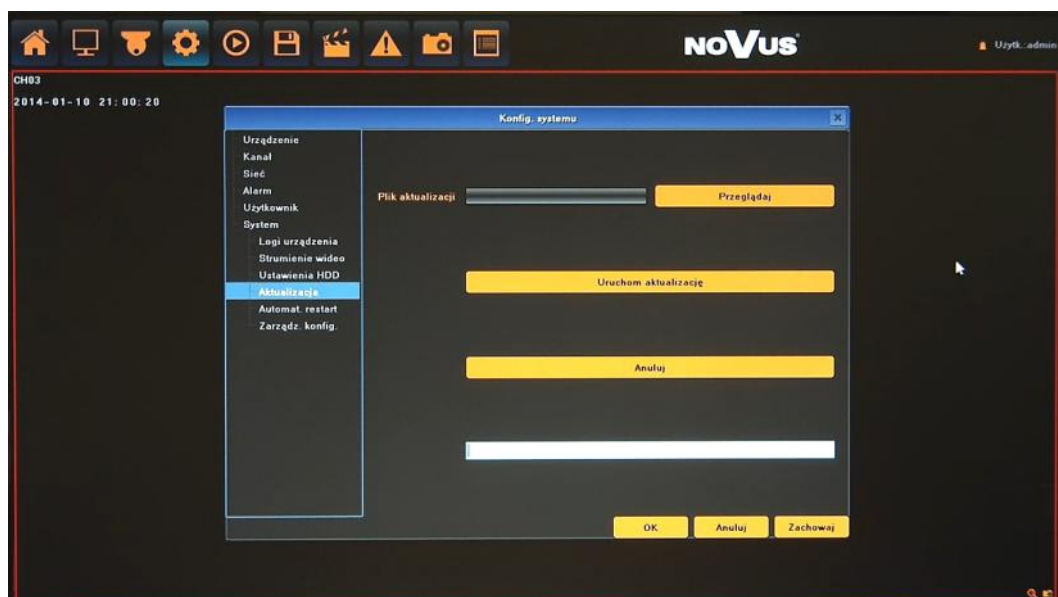 NOVUS
Użytk.:admin
CH03
2014-01-10 21:00:20
Konfig. systemu
Urządzenie
Kanał
Sieć
Alarm
Użytkownik
System
Logi urządzenia
Strumienie wideo
Ustawienia HDD
Aktualizacja
Automat. restart
Zarządz. konfig.
Plik aktualizacji
Przeglądaj
Uruchom aktualizację
Anuluj
OK
Anuluj
Zachowaj